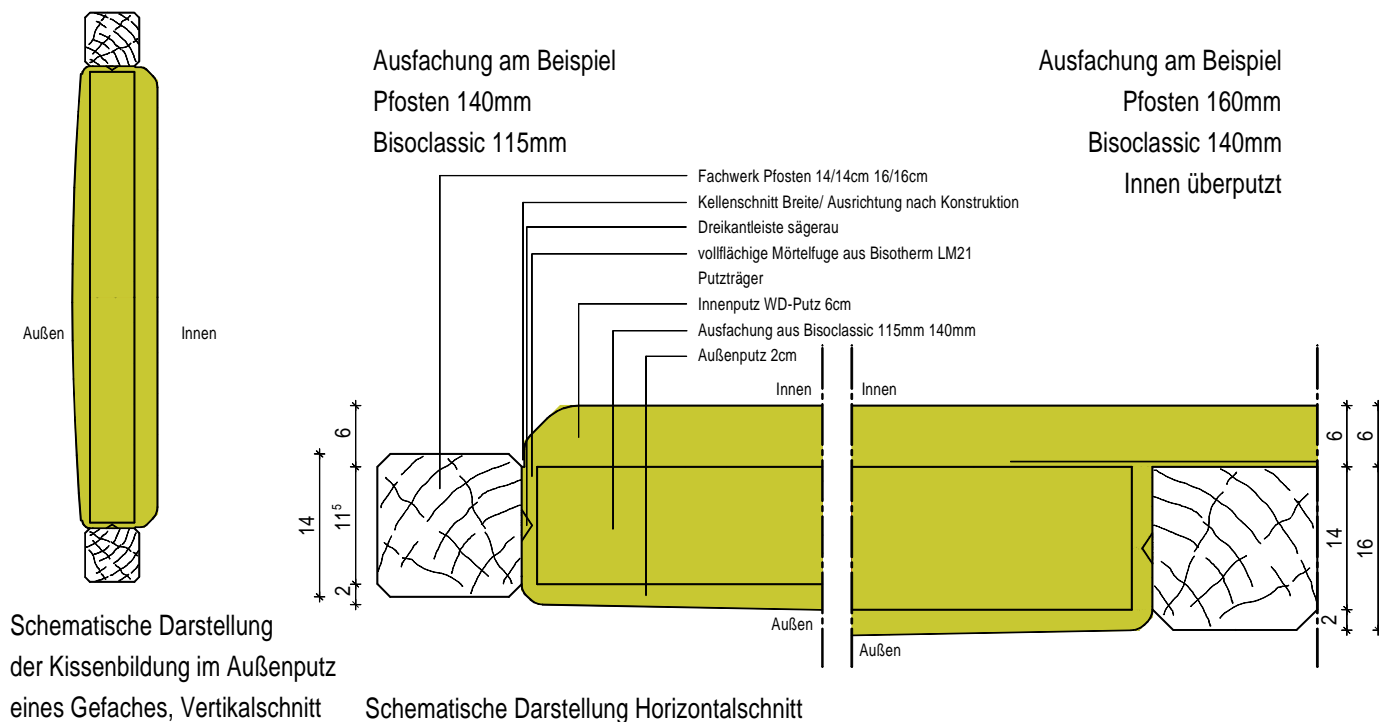 Ausfachung am Beispiel
Pfosten 140mm
Bisoclassic 115mm
Ausfachung am Beispiel
Pfosten 160mm
Bisoclassic 140mm
Innen überputzt
Fachwerk Pfosten 14/14cm 16/16cm
Kellenschnitt Breite/ Ausrichtung nach Konstruktion
Dreikantleiste sägerau
vollflächige Mörtelfuge aus Bisotherm LM21
Putzträger
Innenputz WD-Putz 6cm
Ausfachung aus Bisoclassic 115mm 140mm
Außenputz 2cm
Außen
Innen
Innen
Innen
6
14
11⁵
2
6
6
14
16
2
Außen
Außen
Schematische Darstellung
der Kissenbildung im Außenputz
eines Gefaches, Vertikalschnitt
Schematische Darstellung Horizontalschnitt